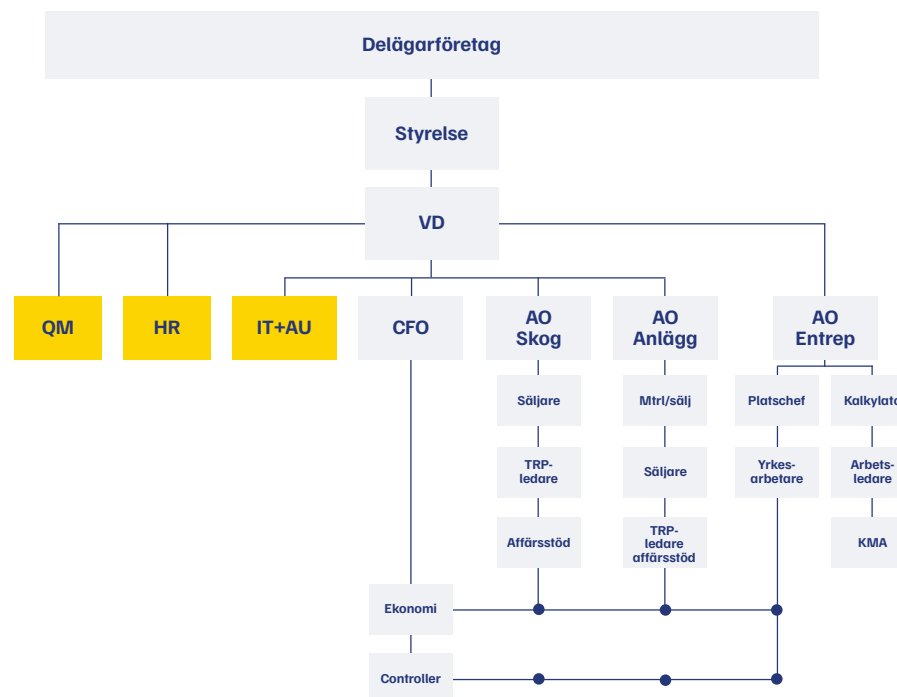 Delägarföretag
Styrelse
VD
QM
HR
IT+AU
CFO
AO
Skog
AO
Anlägg
AO
Entrep
Säljare
Mtrl/sälj
Platschef
TRP-
ledare
Säljare
Yrkes-
arbetare
Arbets-
ledare
Affärsstöd
TRP-
ledare
affärsstöd
KMA
Ekonomi
Controller